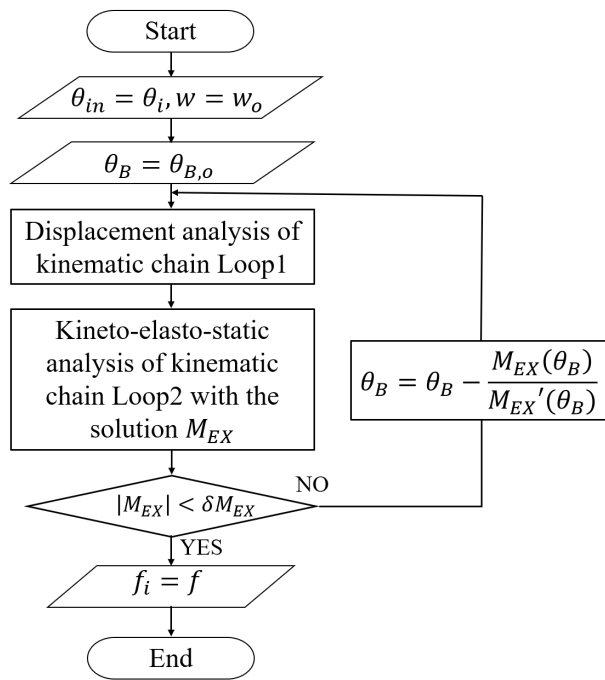 Start
θ_in = θ_i, w = w_o
θ_B = θ_B,o
Displacement analysis of
kinematic chain Loop1
Kineto-elasto-static
analysis of kinematic
chain Loop2 with the
solution M_EX
θ_B = θ_B − M_EX(θ_B) / M_EX′(θ_B)
|M_EX| < δM_EX
NO
YES
f_i = f
End